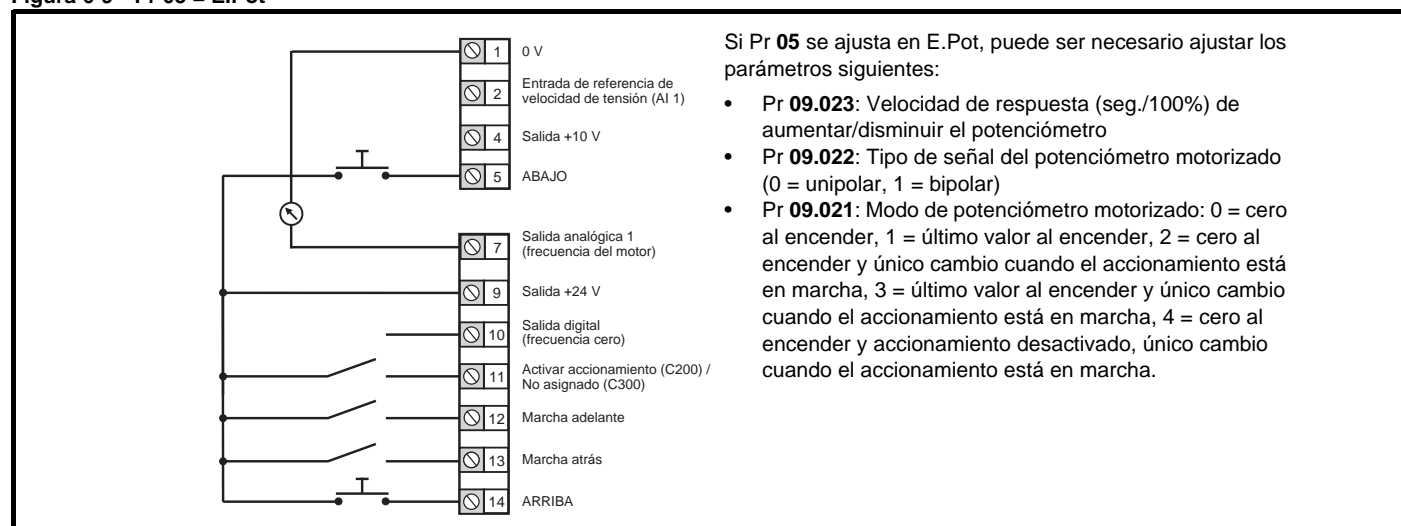 1 0 V
2 Entrada de referencia de
velocidad de tensión (AI 1)
4 Salida +10 V
5 ABAJO
7 Salida analógica 1
(frecuencia del motor)
9 Salida +24 V
10 Salida digital
(frecuencia cero)
11 Activar accionamiento (C200) /
No asignado (C300)
12 Marcha adelante
13 Marcha atrás
14 ARRIBA
Si Pr 05 se ajusta en E.Pot, puede ser necesario ajustar los
parámetros siguientes:
• Pr 09.023: Velocidad de respuesta (seg./100%) de
aumentar/disminuir el potenciómetro
• Pr 09.022: Tipo de señal del potenciómetro motorizado
(0 = unipolar, 1 = bipolar)
• Pr 09.021: Modo de potenciómetro motorizado: 0 = cero
al encender, 1 = último valor al encender, 2 = cero al
encender y único cambio cuando el accionamiento está
en marcha, 3 = último valor al encender y único cambio
cuando el accionamiento está en marcha, 4 = cero al
encender y accionamiento desactivado, único cambio
cuando el accionamiento está en marcha.